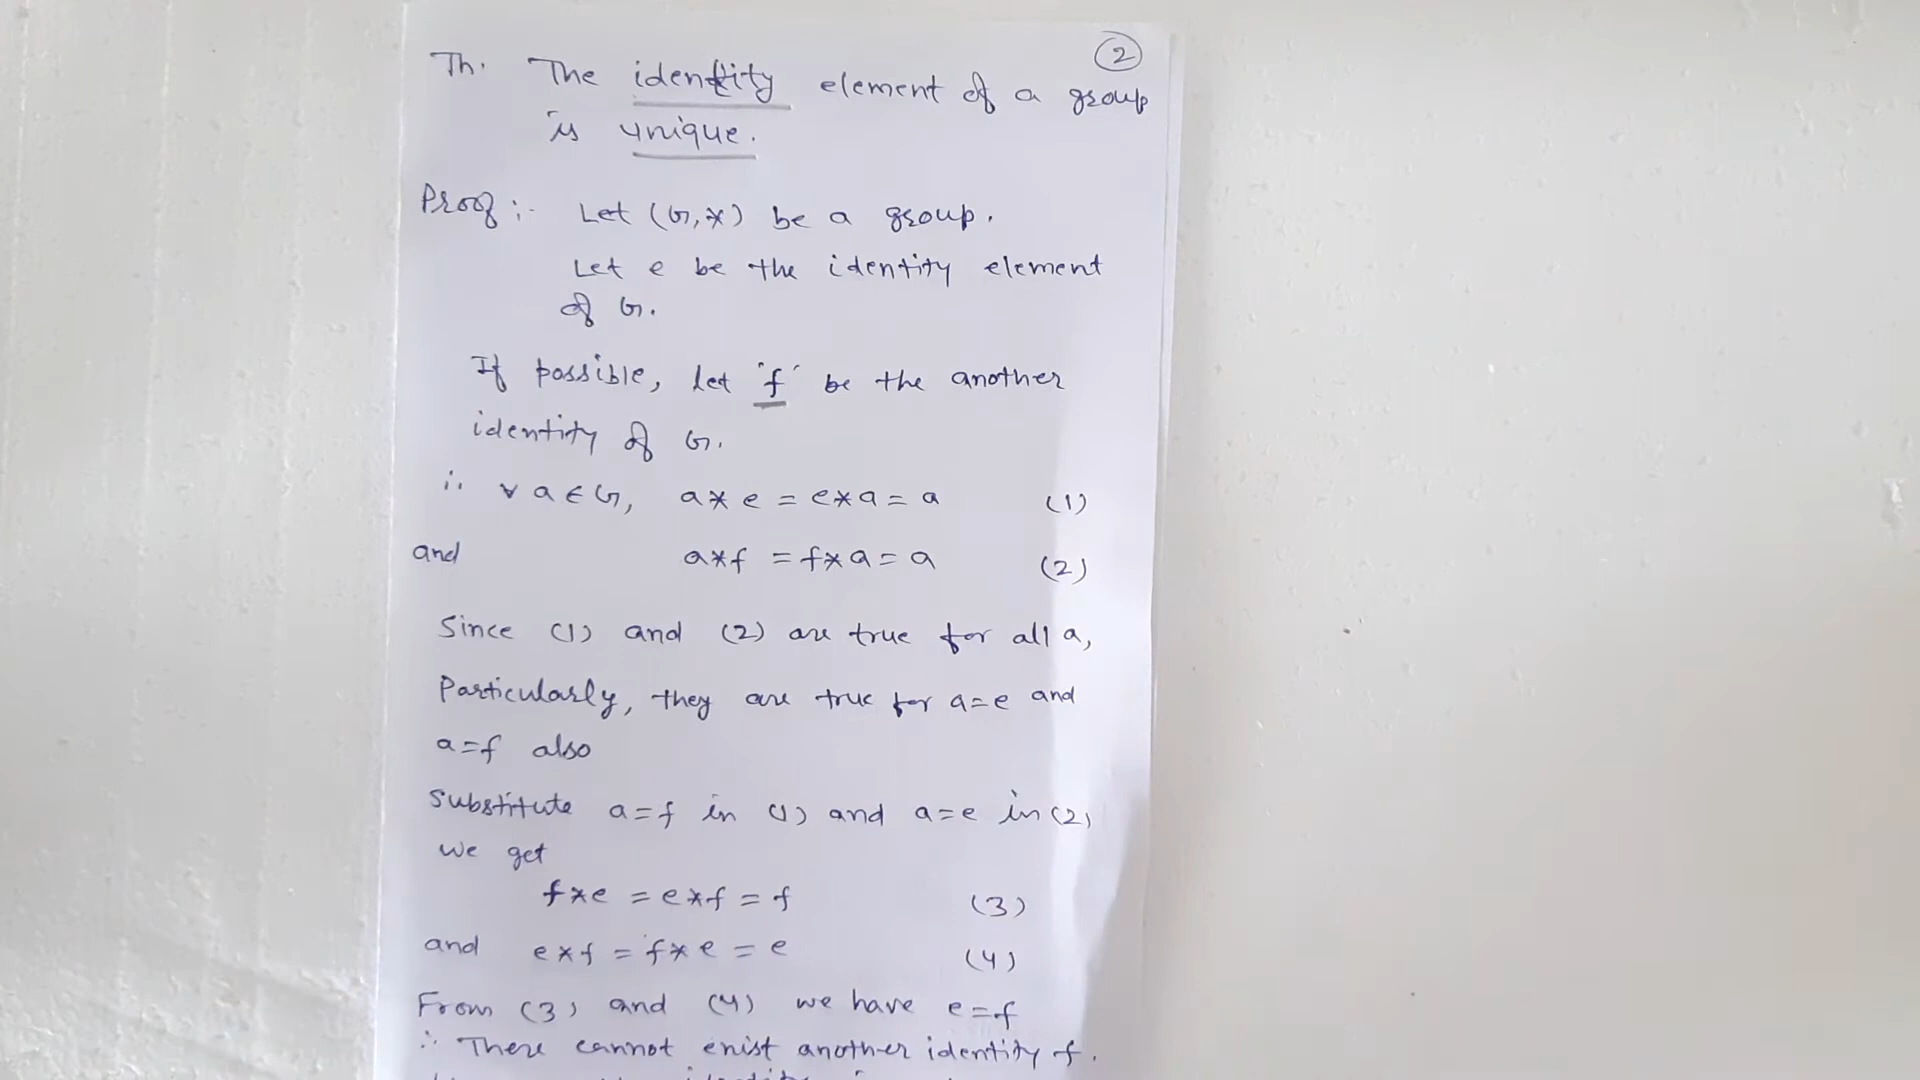 2
Th. The identity element of a group
is unique.
Proof :- Let (G,*) be a group.
Let e be the identity element
of G.
If possible, let 'f' be the another
identity of G.
∴ ∀ a ∈ G, a * e = e * a = a (1)
and a * f = f * a = a (2)
Since (1) and (2) are true for all a,
Particularly, they are true for a = e and
a = f also
Substitute a = f in (1) and a = e in (2)
we get
f * e = e * f = f (3)
and e * f = f * e = e (4)
From (3) and (4) we have e = f
∴ There cannot exist another identity f.